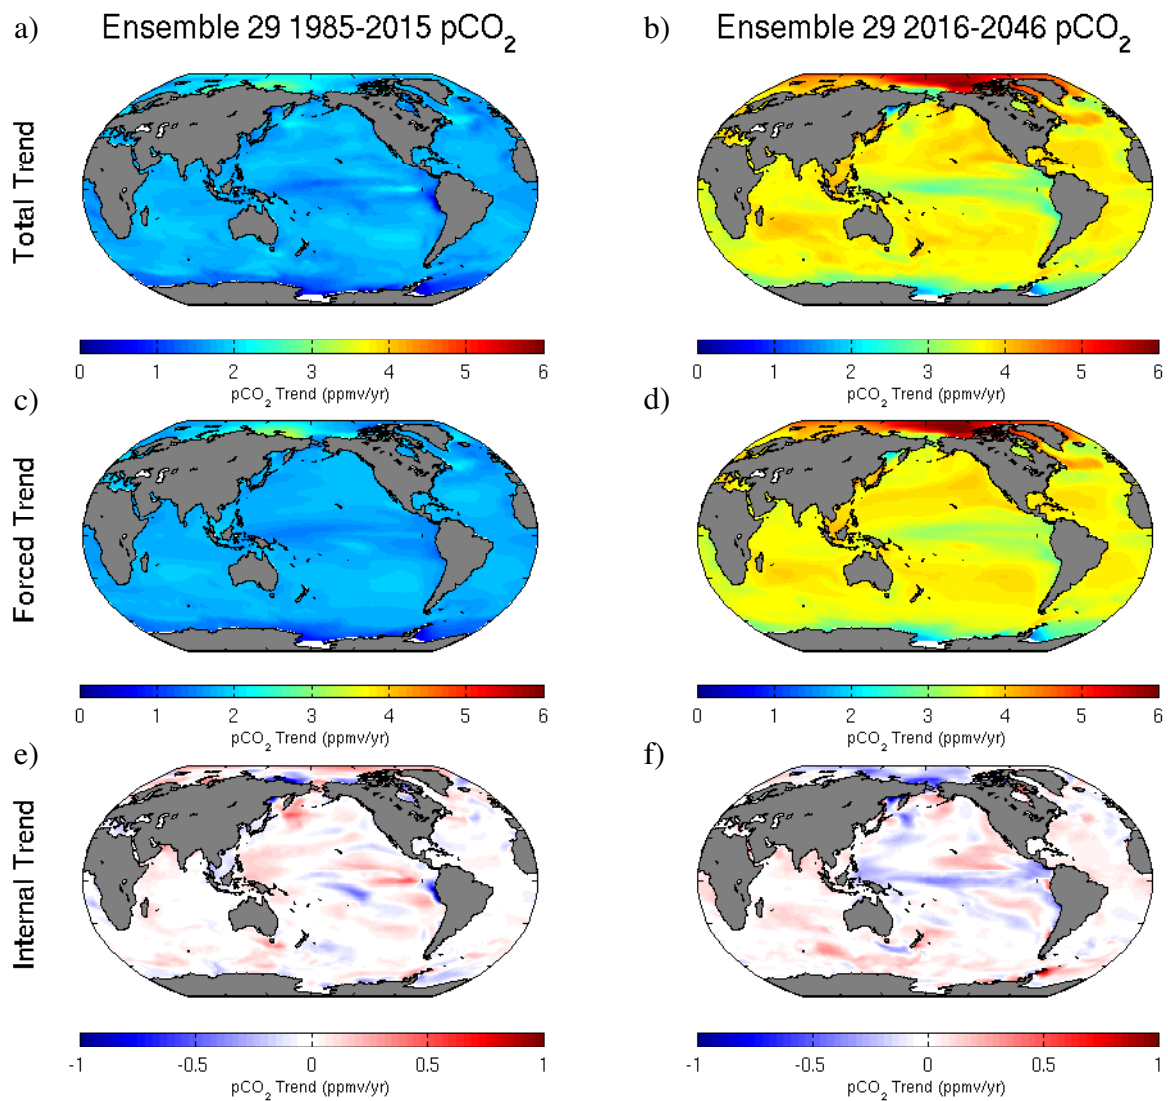 a) Ensemble 29 1985-2015 pCO₂
b) Ensemble 29 2016-2046 pCO₂
Total Trend
0 1 2 3 4 5 6
pCO₂ Trend (ppmv/yr)
0 1 2 3 4 5 6
pCO₂ Trend (ppmv/yr)
c)
d)
Forced Trend
0 1 2 3 4 5 6
pCO₂ Trend (ppmv/yr)
0 1 2 3 4 5 6
pCO₂ Trend (ppmv/yr)
e)
f)
Internal Trend
-1 -0.5 0 0.5 1
pCO₂ Trend (ppmv/yr)
-1 -0.5 0 0.5 1
pCO₂ Trend (ppmv/yr)